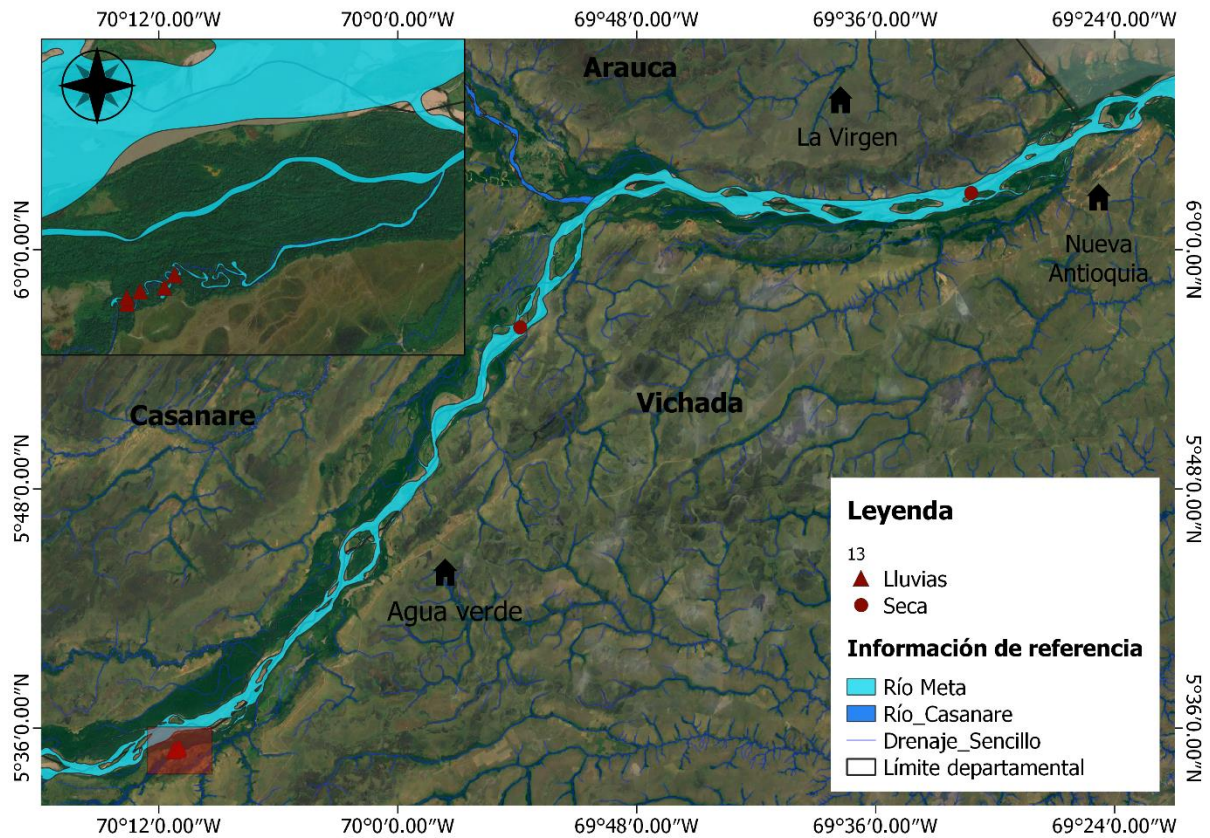 70°12′0.00″W 70°0′0.00″W 69°48′0.00″W 69°36′0.00″W 69°24′0.00″W
Arauca
La Virgen
6°0′0.00″N
6°0′0.00″N
Nueva
Antioquia
Casanare
Vichada
5°48′0.00″N
5°48′0.00″N
Agua verde
5°36′0.00″N
5°36′0.00″N
Leyenda
13
Lluvias
Seca
Información de referencia
Río Meta
Río_Casanare
Drenaje_Sencillo
Límite departamental
70°12′0.00″W 70°0′0.00″W 69°48′0.00″W 69°36′0.00″W 69°24′0.00″W